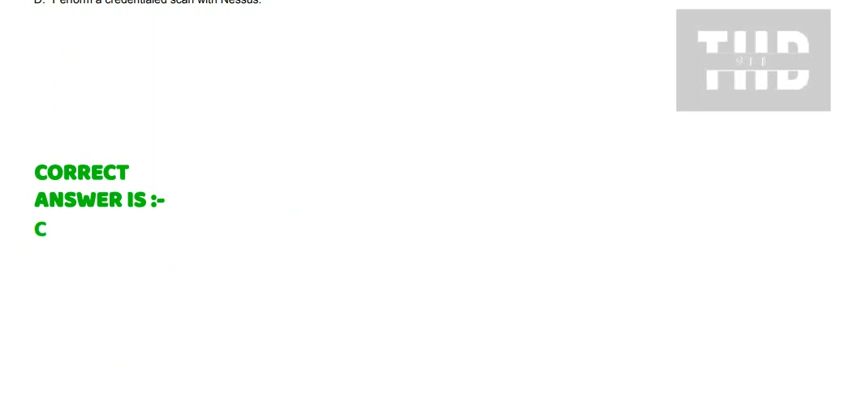 D. Perform a credentialed scan with Nessus.
THD
CORRECT
ANSWER IS :-
C